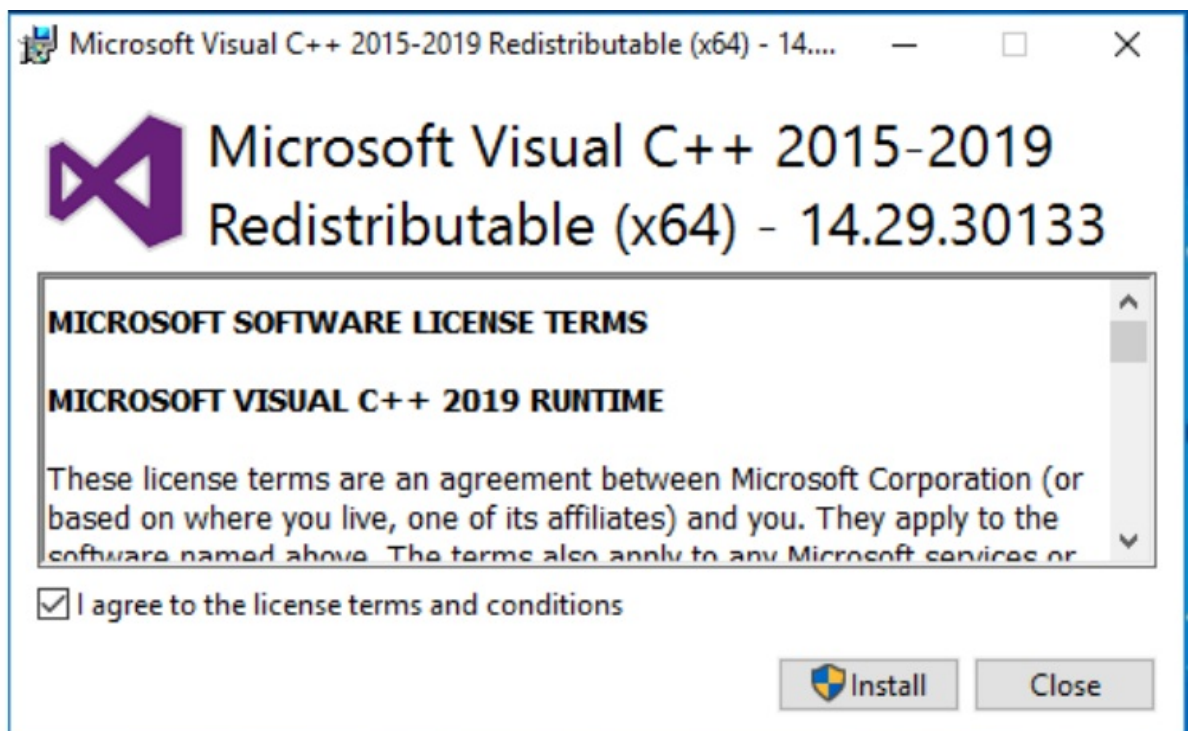 Microsoft Visual C++ 2015-2019 Redistributable (x64) - 14....
Microsoft Visual C++ 2015-2019
Redistributable (x64) - 14.29.30133
MICROSOFT SOFTWARE LICENSE TERMS
MICROSOFT VISUAL C++ 2019 RUNTIME
These license terms are an agreement between Microsoft Corporation (or
based on where you live, one of its affiliates) and you. They apply to the
software named above. The terms also apply to any Microsoft services or
I agree to the license terms and conditions
Install Close